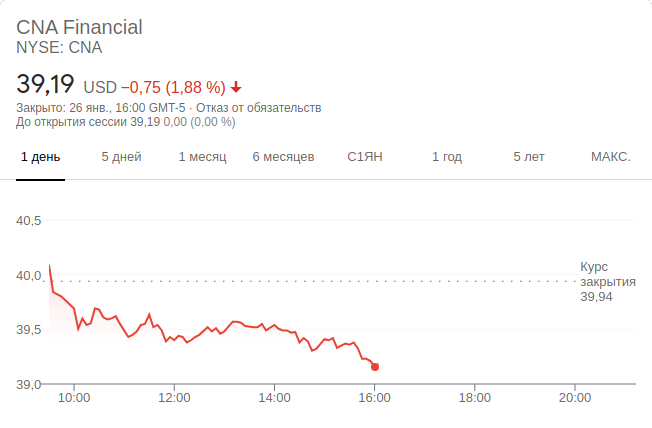 CNA Financial
NYSE: CNA
39,19 USD −0,75 (1,88 %)
Закрыто: 26 янв., 16:00 GMT-5 · Отказ от обязательств
До открытия сессии 39,19 0,00 (0,00 %)
1 день 5 дней 1 месяц 6 месяцев С1ЯН 1 год 5 лет МАКС.
40,5
40,0
39,5
39,0
Курс
закрытия
39,94
10:00 12:00 14:00 16:00 18:00 20:00